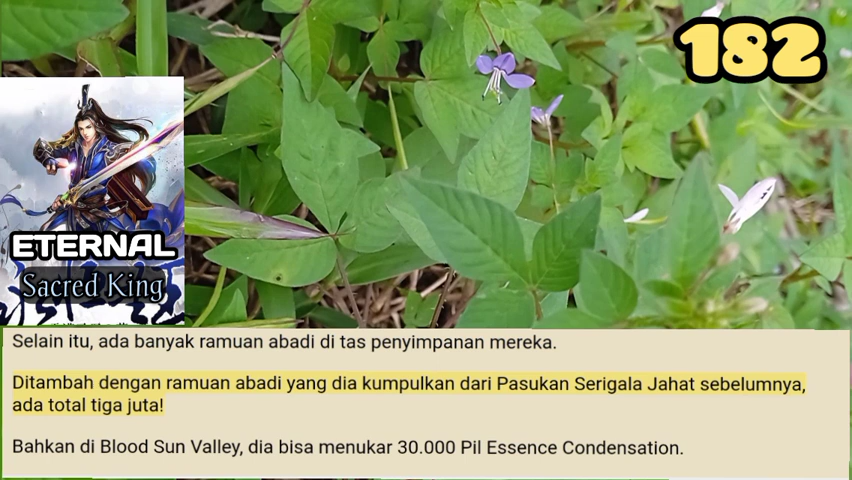 182
ETERNAL
Sacred King
Selain itu, ada banyak ramuan abadi di tas penyimpanan mereka.
Ditambah dengan ramuan abadi yang dia kumpulkan dari Pasukan Serigala Jahat sebelumnya,
ada total tiga juta!
Bahkan di Blood Sun Valley, dia bisa menukar 30.000 Pil Essence Condensation.